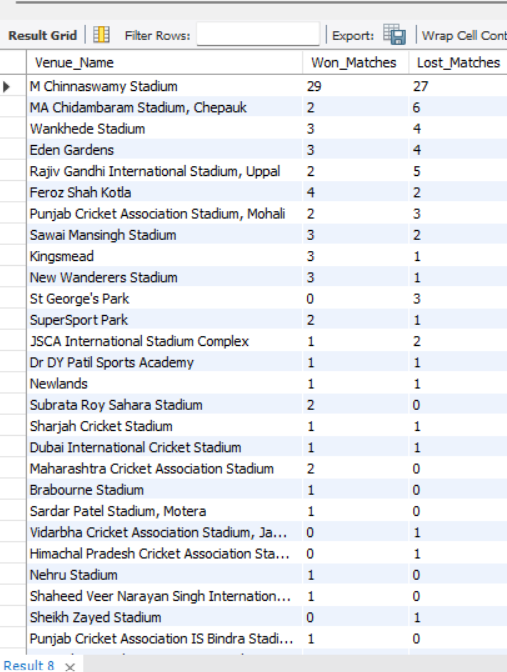 Result Grid Filter Rows: Export: Wrap Cell Cont
Venue_Name Won_Matches Lost_Matches
M Chinnaswamy Stadium 29 27
MA Chidambaram Stadium, Chepauk 2 6
Wankhede Stadium 3 4
Eden Gardens 3 4
Rajiv Gandhi International Stadium, Uppal 2 5
Feroz Shah Kotla 4 2
Punjab Cricket Association Stadium, Mohali 2 3
Sawai Mansingh Stadium 3 2
Kingsmead 3 1
New Wanderers Stadium 3 1
St George's Park 0 3
SuperSport Park 2 1
JSCA International Stadium Complex 1 2
Dr DY Patil Sports Academy 1 1
Newlands 1 1
Subrata Roy Sahara Stadium 2 0
Sharjah Cricket Stadium 1 1
Dubai International Cricket Stadium 1 1
Maharashtra Cricket Association Stadium 2 0
Brabourne Stadium 1 0
Sardar Patel Stadium, Motera 1 0
Vidarbha Cricket Association Stadium, Ja... 0 1
Himachal Pradesh Cricket Association Sta... 0 1
Nehru Stadium 1 0
Shaheed Veer Narayan Singh Internation... 1 0
Sheikh Zayed Stadium 0 1
Punjab Cricket Association IS Bindra Stadi... 1 0
Result 8